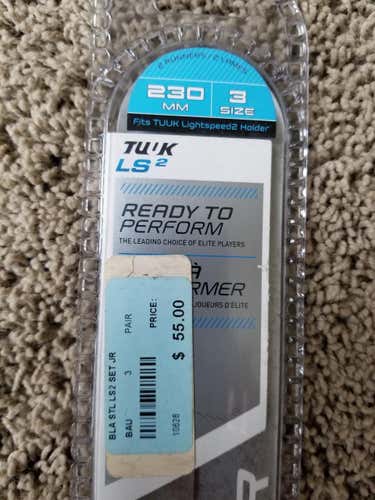 2 RUNNERS / 2 LAMES
230 MM
3 SIZE
Fits TUUK Lightspeed2 Holder
TUUK
LS2
READY TO
PERFORM
THE LEADING CHOICE OF ELITE PLAYERS
À
RMER
JOUEURS D'ÉLITE
BLA STL LS2 SET JR
BAU 3 PAIR
PRICE:
$ 55.00
10628
R